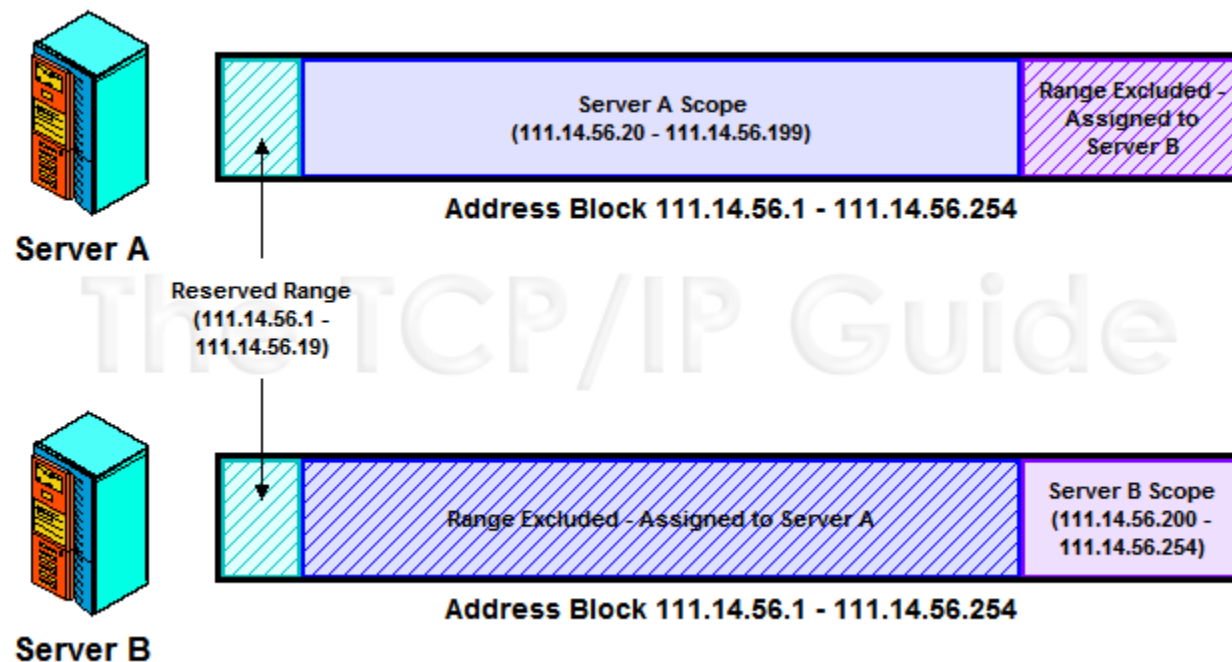 Server A Scope
(111.14.56.20 - 111.14.56.199)
Range Excluded -
Assigned to
Server B
Address Block 111.14.56.1 - 111.14.56.254
Server A
Reserved Range
(111.14.56.1 -
111.14.56.19)
The TCP/IP Guide
Range Excluded - Assigned to Server A
Server B Scope
(111.14.56.200 -
111.14.56.254)
Address Block 111.14.56.1 - 111.14.56.254
Server B